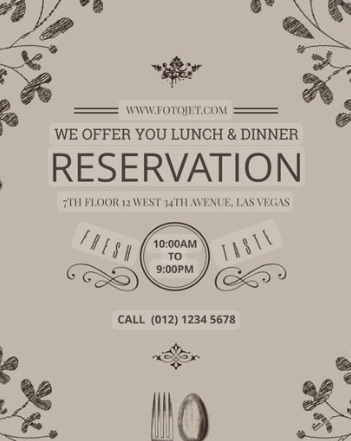 WWW.FOTOJET.COM
WE OFFER YOU LUNCH & DINNER
RESERVATION
7TH FLOOR 12 WEST 34TH AVENUE, LAS VEGAS
FRESH
10:00AM
TO
9:00PM
TASTE
CALL (012) 1234 5678